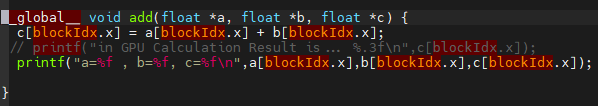 _global__ void add(float *a, float *b, float *c) {
c[blockIdx.x] = a[blockIdx.x] + b[blockIdx.x];
// printf("in GPU Calculation Result is... %.3f\n",c[blockIdx.x]);
printf("a=%f , b=%f, c=%f\n",a[blockIdx.x],b[blockIdx.x],c[blockIdx.x]);
}